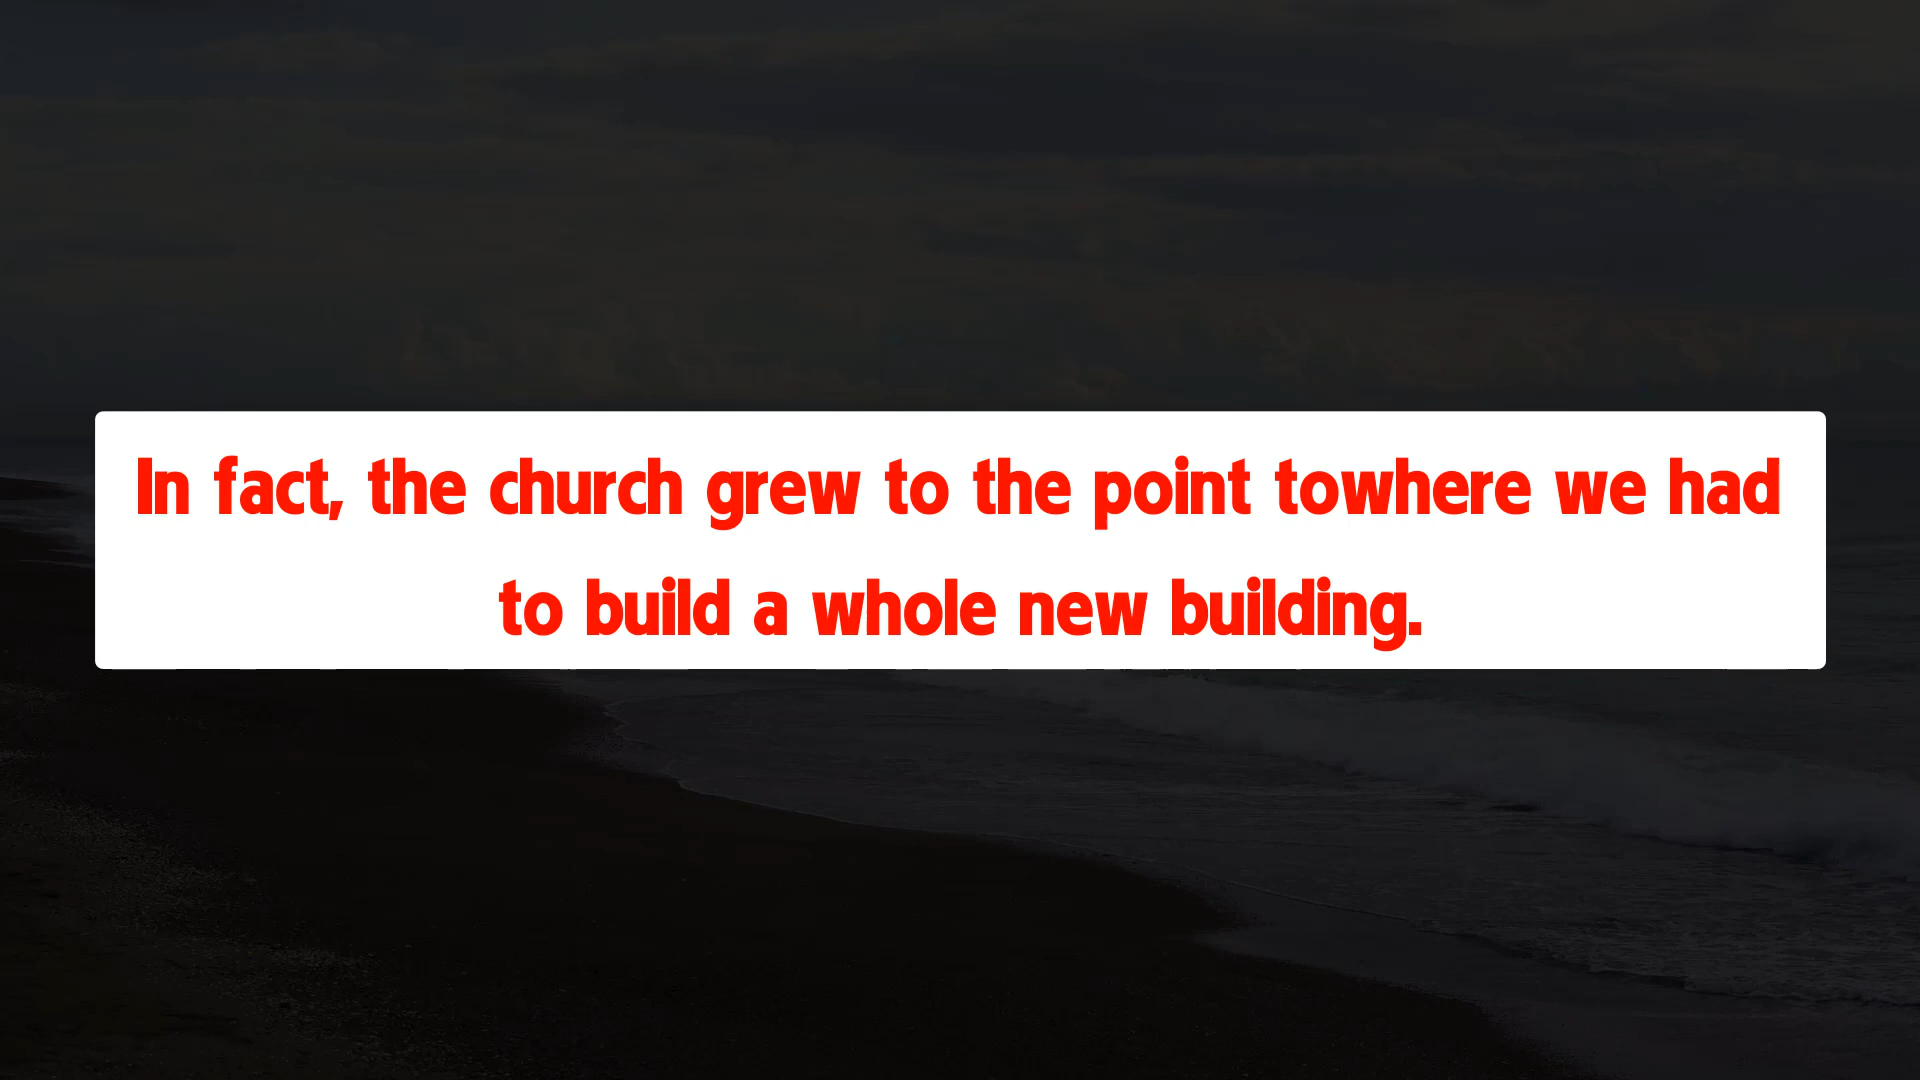 In fact, the church grew to the point towhere we had
to build a whole new building.